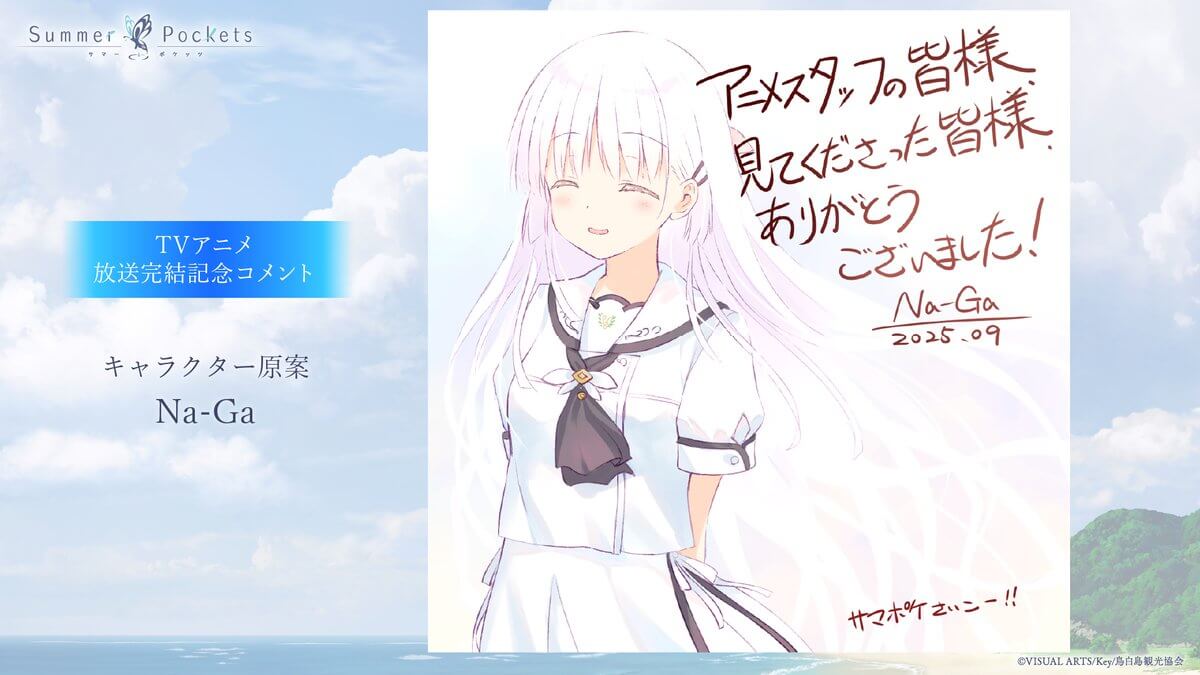 Summer Pockets
サマーポケッツ
TVアニメ
放送完結記念コメント
キャラクター原案
Na-Ga
アニメスタッフの皆様、
見てくださった皆様、
ありがとう
ございました!
Na-Ga
2025.09
サマポケさいこー!!
©VISUAL ARTS/Key/鳥白島観光協会